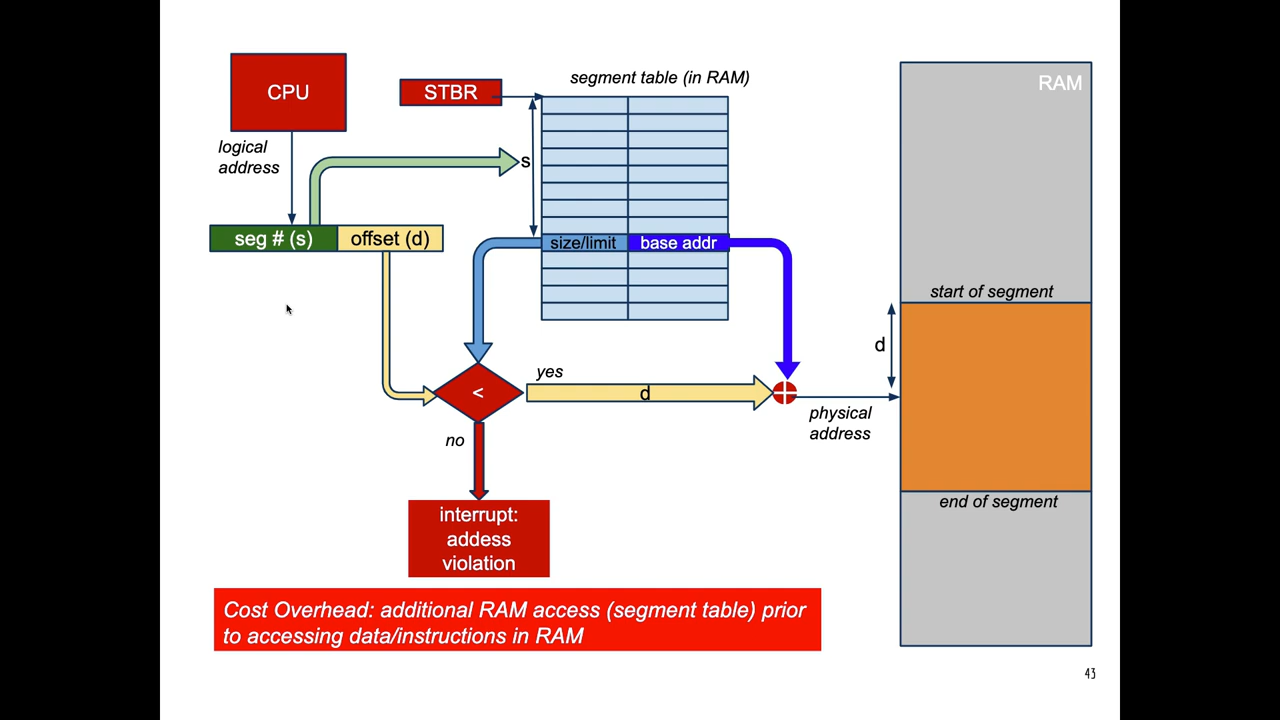 segment table (in RAM)
CPU
STBR
RAM
logical
address
s
seg # (s)
offset (d)
size/limit
base addr
start of segment
d
yes
<
d
physical
address
no
end of segment
interrupt:
addess
violation
Cost Overhead: additional RAM access (segment table) prior
to accessing data/instructions in RAM
43